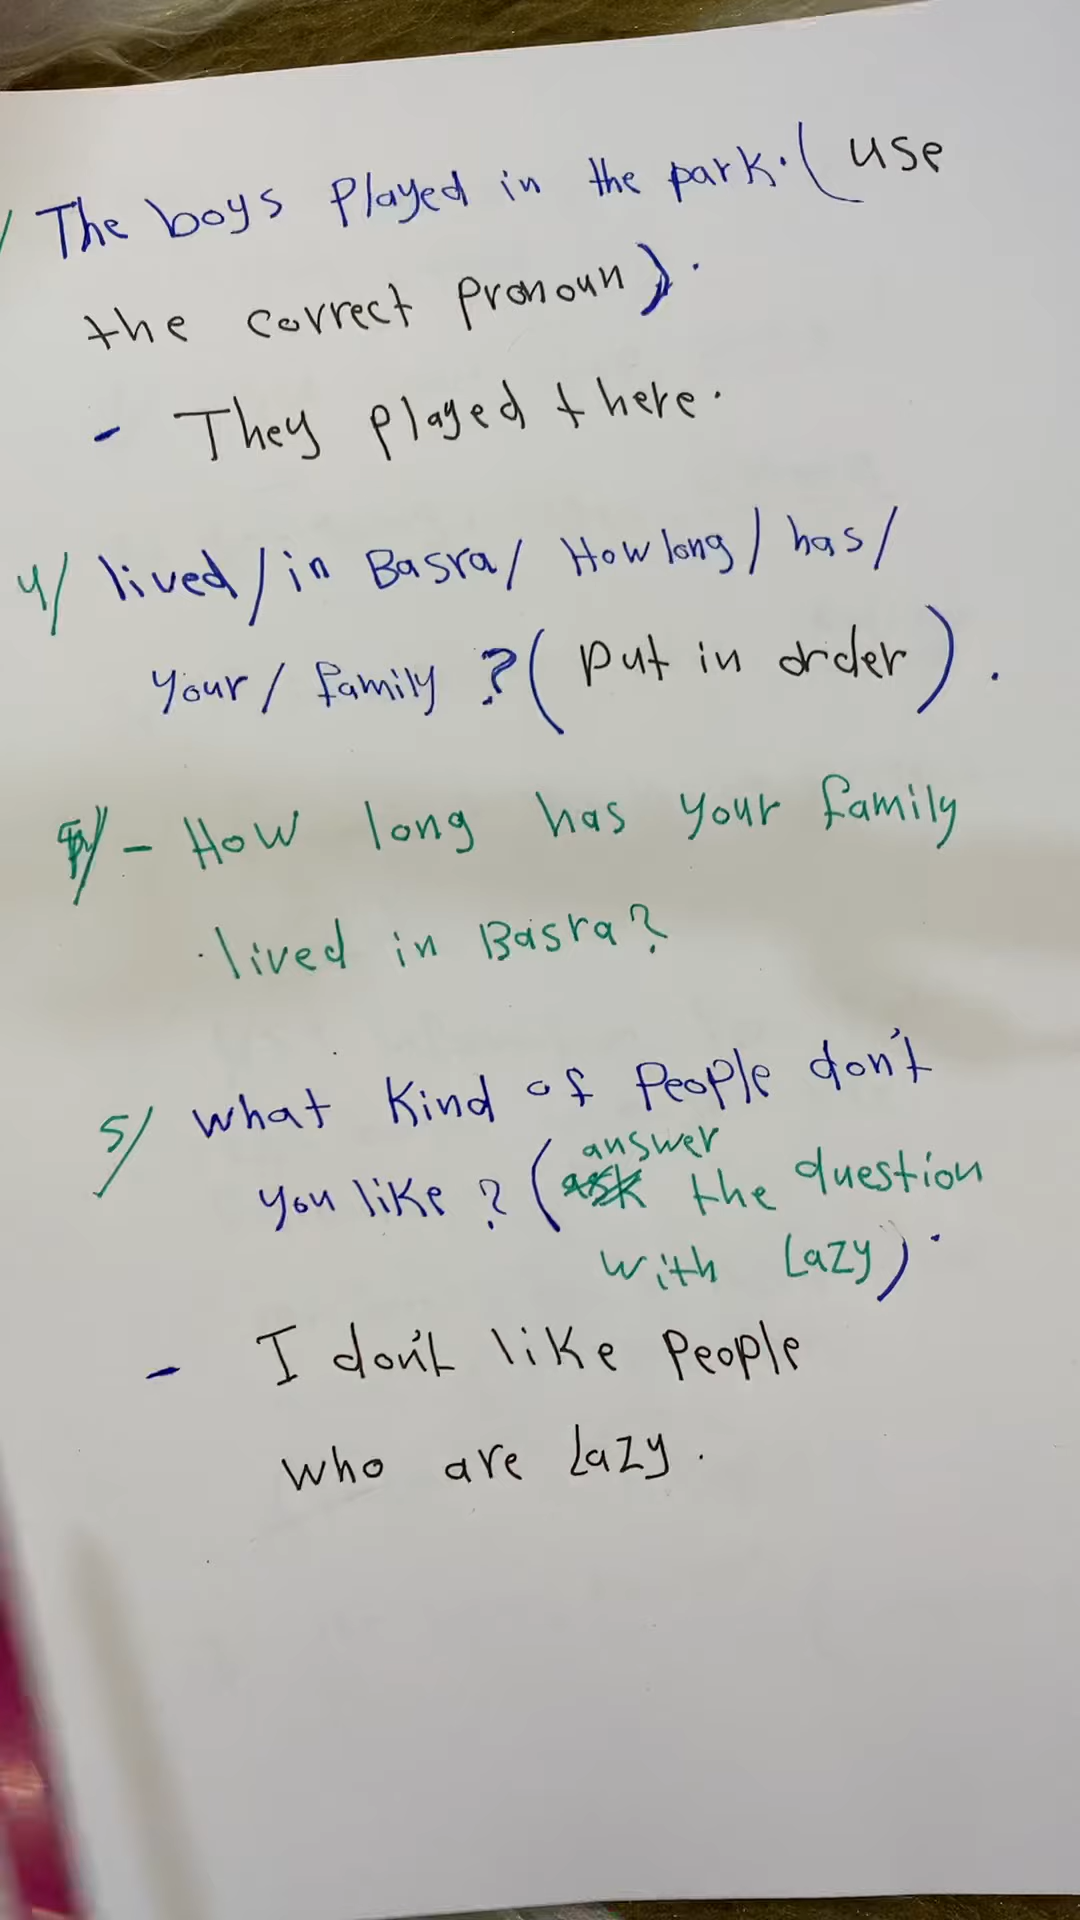 / The boys Played in the park. (use
the correct pronoun).
- They played there.
4/ lived/in Basra/ How long/has/
your/ family ? (put in order).
- How long has your family
lived in Basra?
5/ what Kind of People don't
you like ? (answer the question
with Lazy).
- I don't like People
who are Lazy.